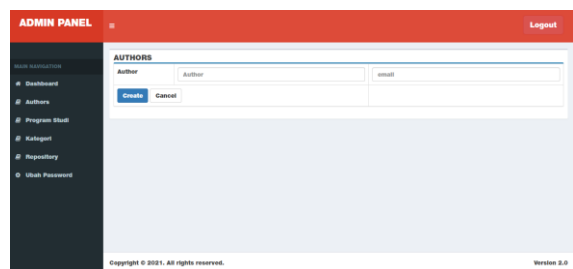 ADMIN PANEL
Logout
MAIN NAVIGATION
Dashboard
Authors
Program Studi
Kategori
Repository
Ubah Password
AUTHORS
Author
Author
email
Create Cancel
Copyright © 2021. All rights reserved.
Version 2.0